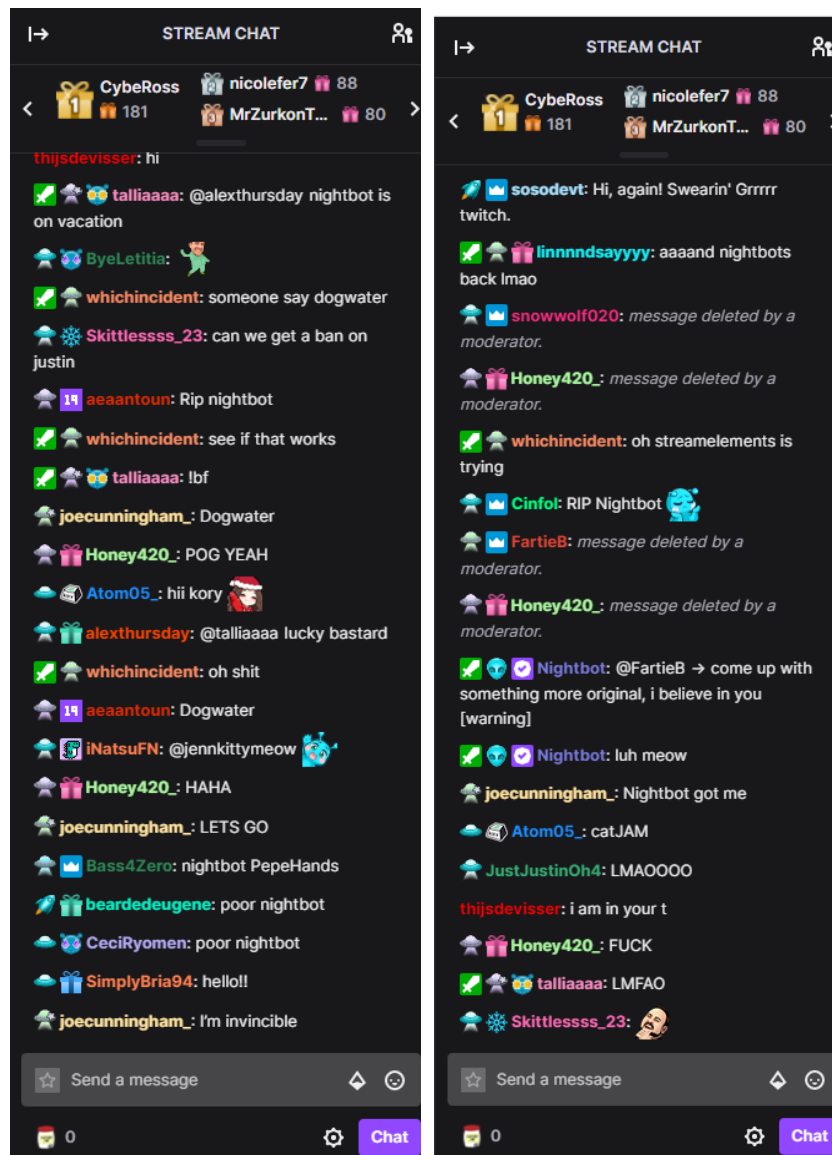 STREAM CHAT
1 CybeRoss 181
2 nicolefer7 88
3 MrZurkonT... 80
thijsdevisser: hi
talliaaaa: @alexthursday nightbot is
on vacation
ByeLetitia:
whichincident: someone say dogwater
Skittlessss_23: can we get a ban on
justin
19 aeaantoun: Rip nightbot
whichincident: see if that works
talliaaaa: !bf
joecunningham_: Dogwater
Honey420_: POG YEAH
Atom05_: hii kory
alexthursday: @talliaaaa lucky bastard
whichincident: oh shit
19 aeaantoun: Dogwater
iNatsuFN: @jennkittymeow
Honey420_: HAHA
joecunningham_: LETS GO
Bass4Zero: nightbot PepeHands
beardedeugene: poor nightbot
CeciRyomen: poor nightbot
SimplyBria94: hello!!
joecunningham_: I'm invincible
Send a message
0
Chat
STREAM CHAT
1 CybeRoss 181
2 nicolefer7 88
3 MrZurkonT... 80
sosodevt: Hi, again! Swearin' Grrrrr
twitch.
linnnndsayyyy: aaaand nightbots
back lmao
snowwolf020: message deleted by a
moderator.
Honey420_: message deleted by a
moderator.
whichincident: oh streamelements is
trying
Cinfol: RIP Nightbot
FartieB: message deleted by a
moderator.
Honey420_: message deleted by a
moderator.
Nightbot: @FartieB → come up with
something more original, i believe in you
[warning]
Nightbot: luh meow
joecunningham_: Nightbot got me
Atom05_: catJAM
JustJustinOh4: LMAOOOO
thijsdevisser: i am in your t
Honey420_: FUCK
talliaaaa: LMFAO
Skittlessss_23:
Send a message
0
Chat